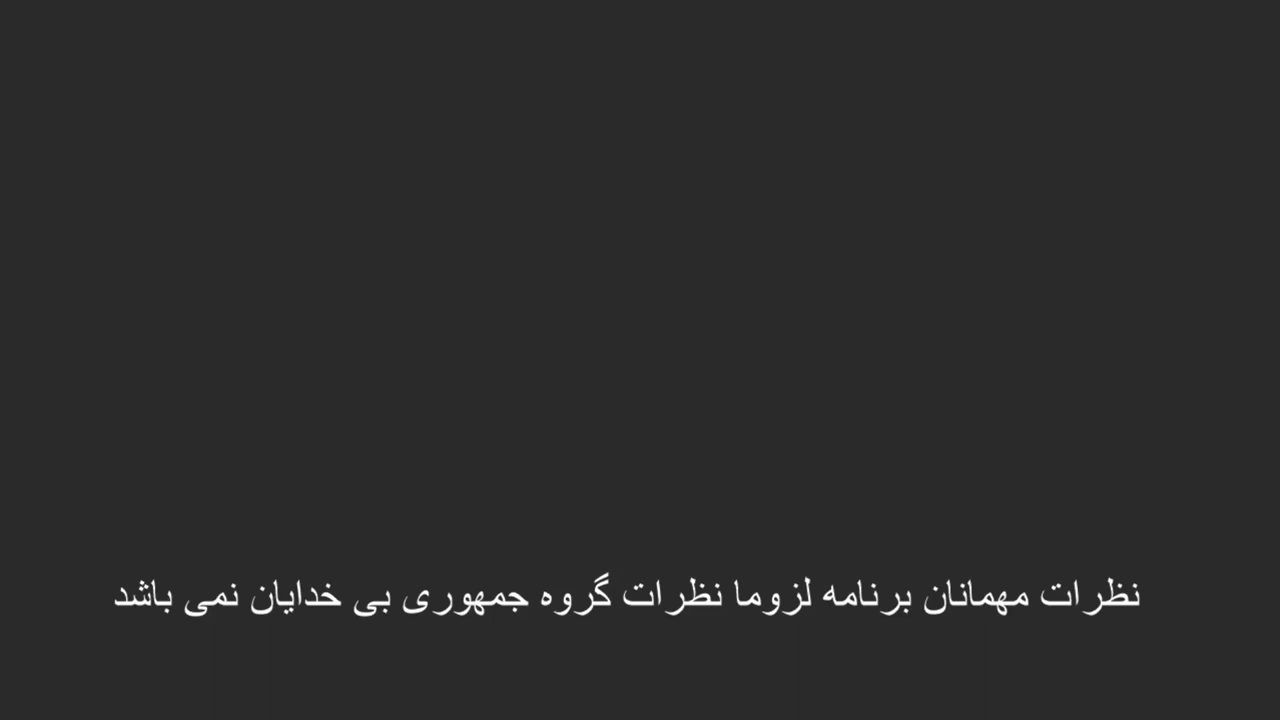 نظرات مهمانان برنامه لزوما نظرات گروه جمهوری بی خدایان نمی باشد